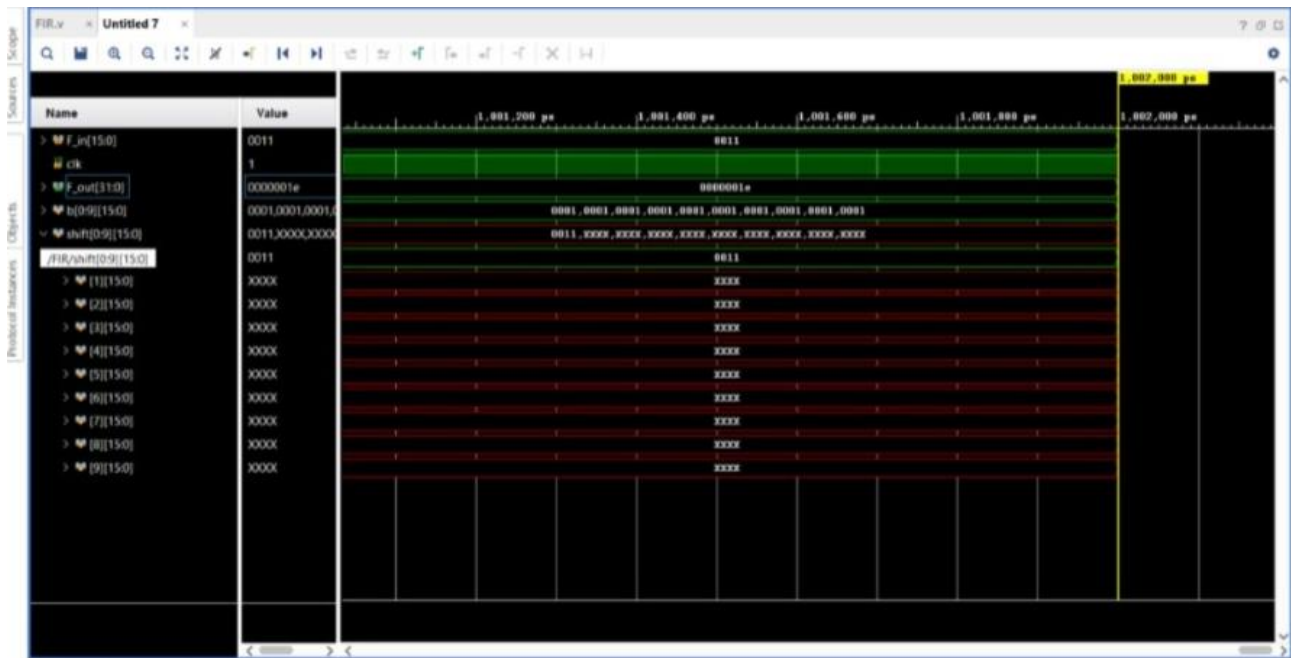 FIR.v × Untitled 7 ×
Scope
Sources
Objects
Protocol Instances
1,002,000 ps
Name Value
1,001,200 ps 1,001,400 ps 1,001,600 ps 1,001,800 ps 1,002,000 ps
F_in[15:0] 0011 0011
clk 1
F_out[31:0] 0000001e 0000001e
b[0:9][15:0] 0001,0001,0001,0 0001,0001,0001,0001,0001,0001,0001,0001,0001,0001
shift[0:9][15:0] 0011,XXXX,XXXX 0011,XXXX,XXXX,XXXX,XXXX,XXXX,XXXX,XXXX,XXXX,XXXX
/FIR/shift[0:9][15:0] 0011 0011
[1][15:0] XXXX XXXX
[2][15:0] XXXX XXXX
[3][15:0] XXXX XXXX
[4][15:0] XXXX XXXX
[5][15:0] XXXX XXXX
[6][15:0] XXXX XXXX
[7][15:0] XXXX XXXX
[8][15:0] XXXX XXXX
[9][15:0] XXXX XXXX